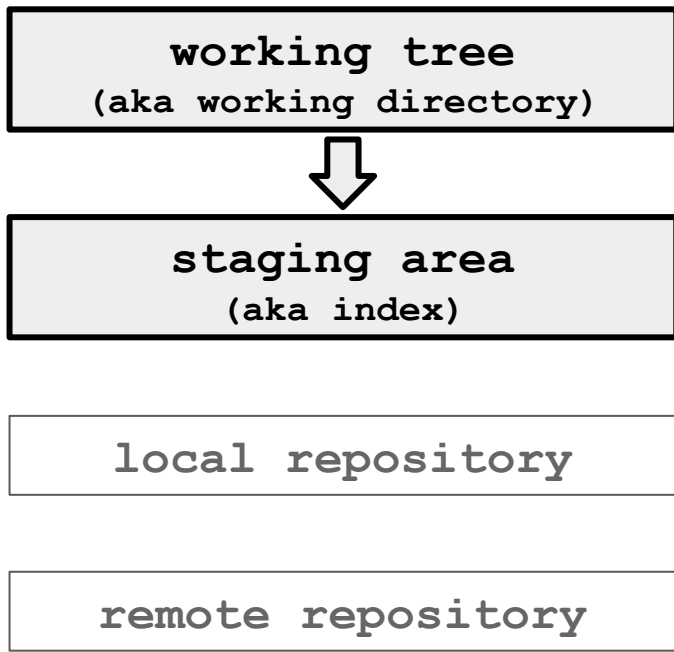 working tree
(aka working directory)
staging area
(aka index)
local repository
remote repository